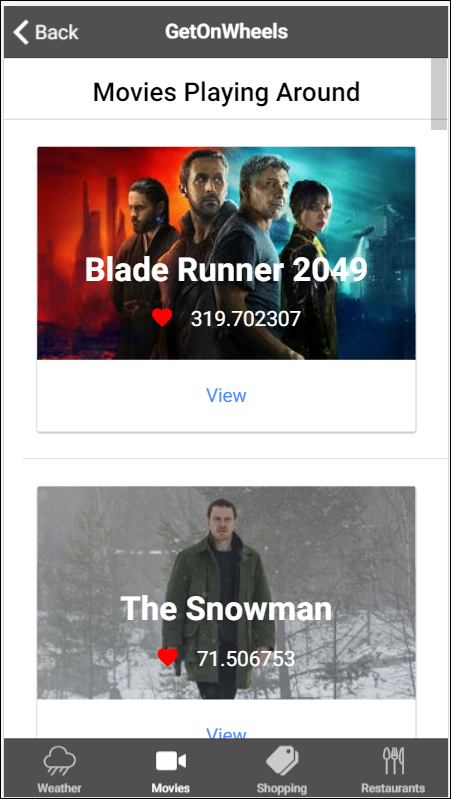 Back
GetOnWheels
Movies Playing Around
Blade Runner 2049
319.702307
View
The Snowman
71.506753
View
Weather
Movies
Shopping
Restaurants